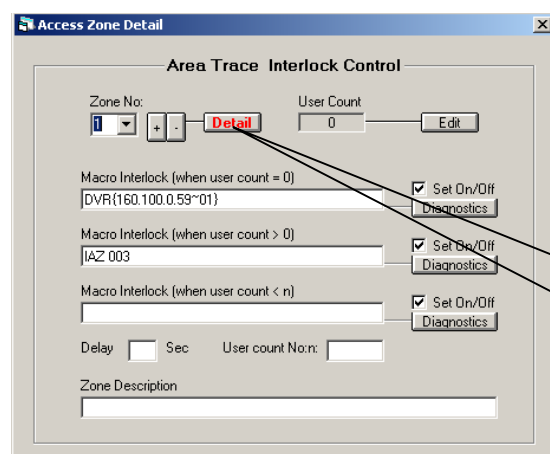 Access Zone Detail
Area Trace Interlock Control
Zone No:
User Count
1 + - Detail 0 Edit
Macro Interlock (when user count = 0)
Set On/Off
DVR{160.100.0.59~01}
Diagnostics
Macro Interlock (when user count > 0)
Set On/Off
IAZ 003
Diagnostics
Macro Interlock (when user count < n)
Set On/Off
Diagnostics
Delay Sec User count No:n:
Zone Description